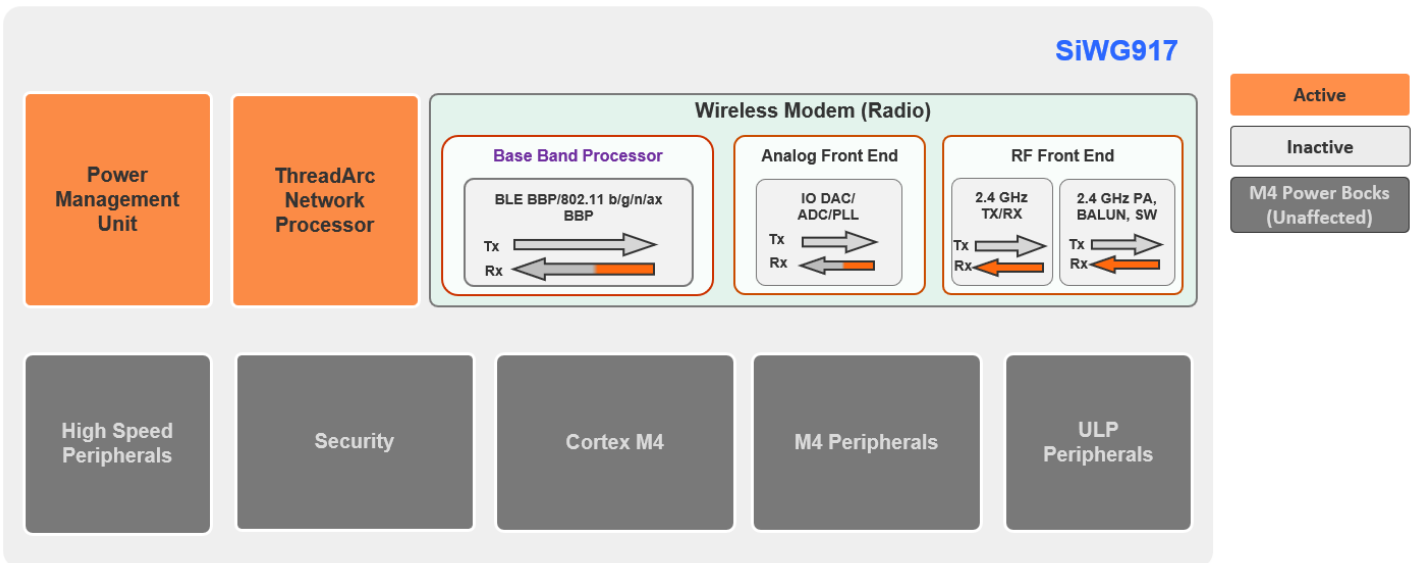 SiWG917
Active
Inactive
M4 Power Bocks
(Unaffected)
Power
Management
Unit
ThreadArc
Network
Processor
Wireless Modem (Radio)
Base Band Processor
BLE BBP/802.11 b/g/n/ax
BBP
Tx
Rx
Analog Front End
IO DAC/
ADC/PLL
Tx
Rx
RF Front End
2.4 GHz
TX/RX
Tx
Rx
2.4 GHz PA,
BALUN, SW
Tx
Rx
High Speed
Peripherals
Security
Cortex M4
M4 Peripherals
ULP
Peripherals